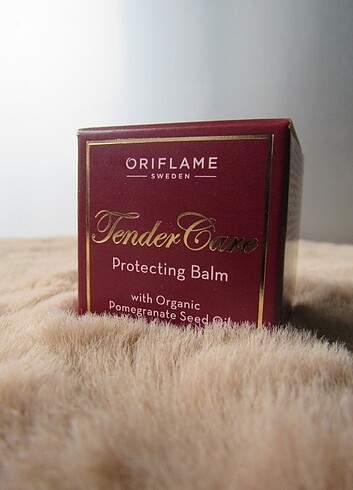 ORIFLAME
SWEDEN
Tender Care
Protecting Balm
with Organic
Pomegranate Seed Oil